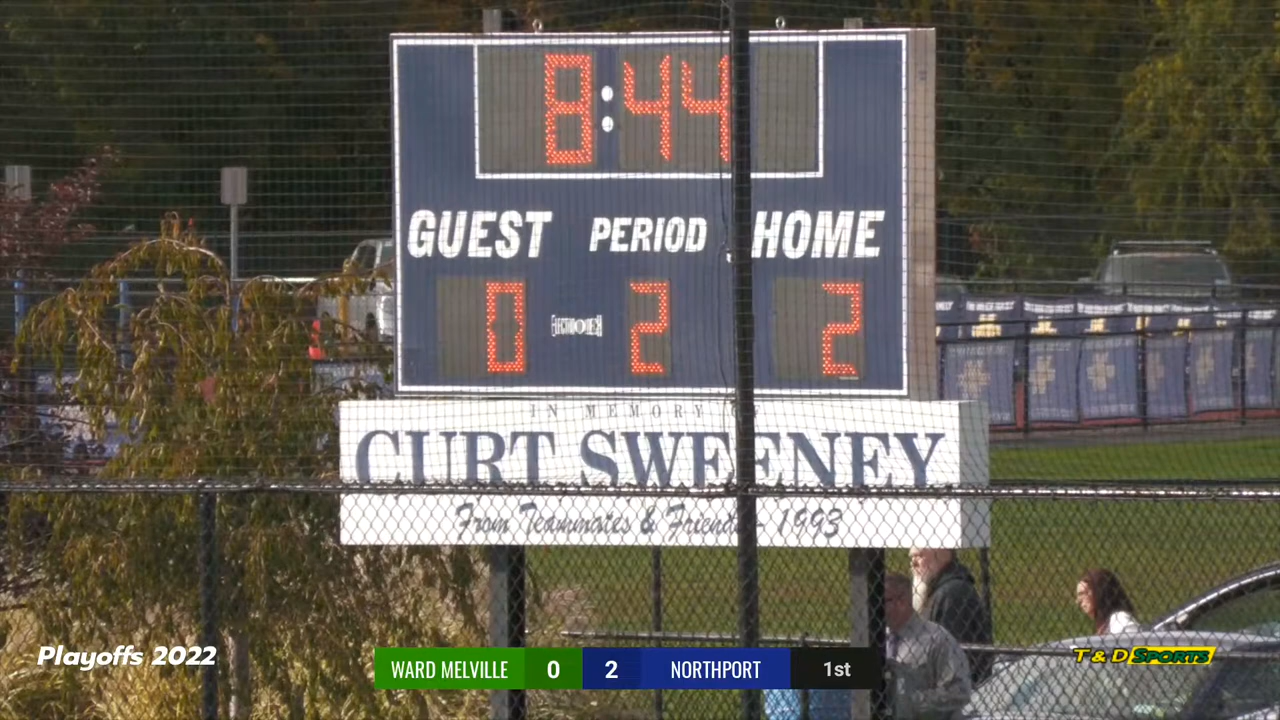 8:44
GUEST PERIOD HOME
0 2 2
IN MEMORY OF
CURT SWEENEY
From Teammates & Friends - 1993
Playoffs 2022
WARD MELVILLE 0 2 NORTHPORT 1st
T & D SPORTS